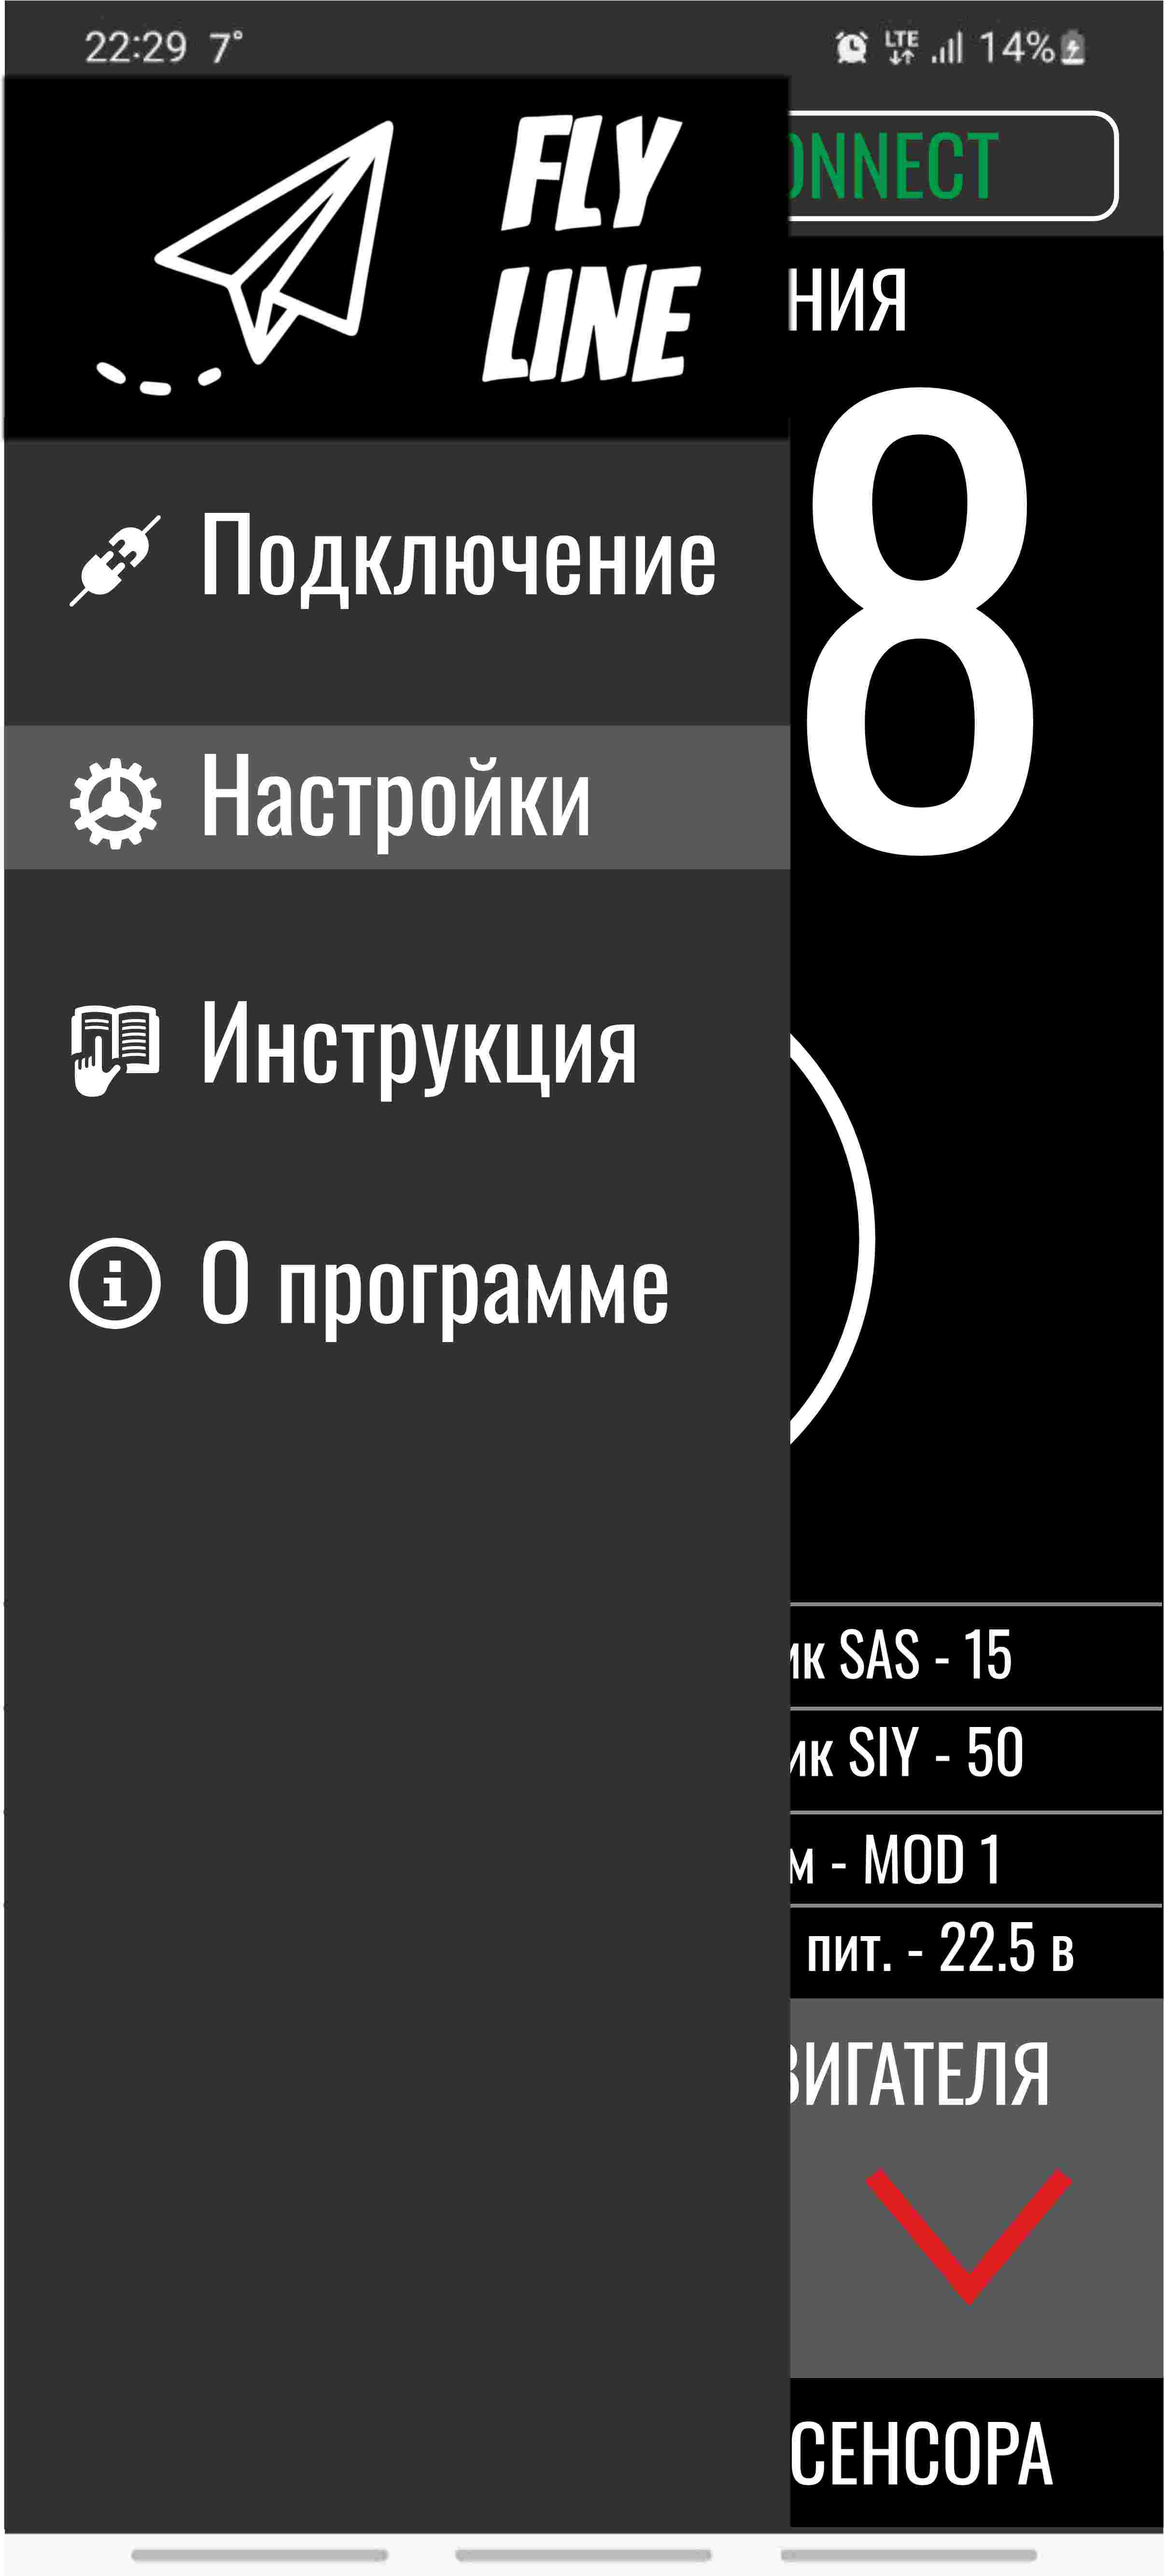 22:29 7° LTE 14%
FLY
LINE
ONNECT
НИЯ
8
Подключение
Настройки
Инструкция
О программе
ик SAS - 15
ик SIY - 50
м - MOD 1
пит. - 22.5 в
ВИГАТЕЛЯ
СЕНСОРА